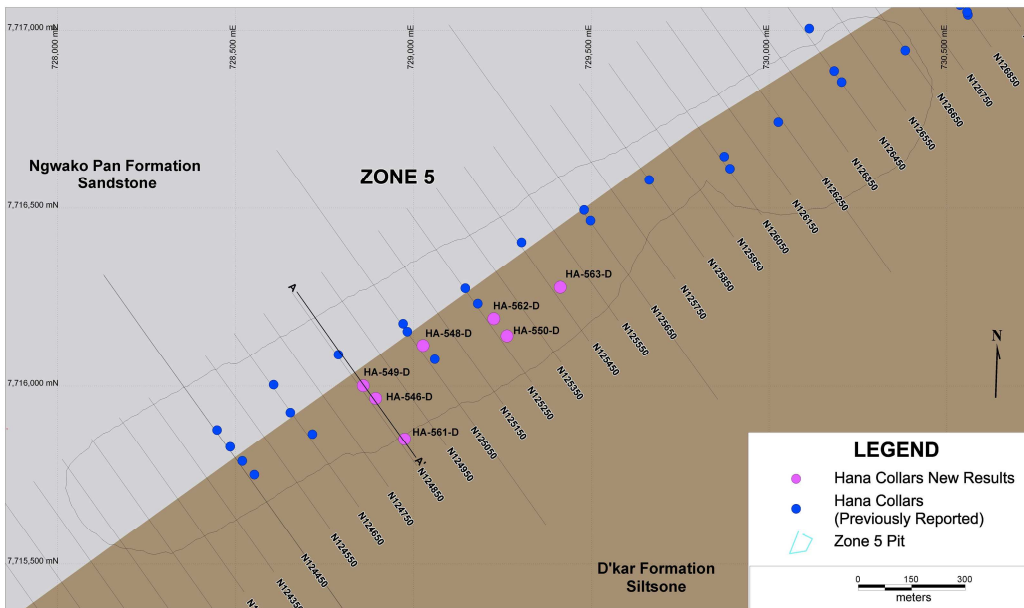 7,717,000 mN
728,000 mE
728,500 mE
729,000 mE
729,500 mE
730,000 mE
730,500 mE
N126850
N126750
N126650
N126550
N126450
N126350
N126250
N126150
N126050
N125950
N125850
N125750
N125650
N125550
N125450
N125350
N125250
N125150
N125050
N124950
N124850
N124750
N124650
N124550
N124450
N124350
Ngwako Pan Formation
Sandstone
ZONE 5
7,716,500 mN
HA-563-D
A
HA-562-D
HA-550-D
HA-548-D
N
HA-549-D
7,716,000 mN
HA-546-D
HA-561-D
A'
LEGEND
Hana Collars New Results
Hana Collars
(Previously Reported)
Zone 5 Pit
7,715,500 mN
D'kar Formation
Siltsone
0 150 300
meters